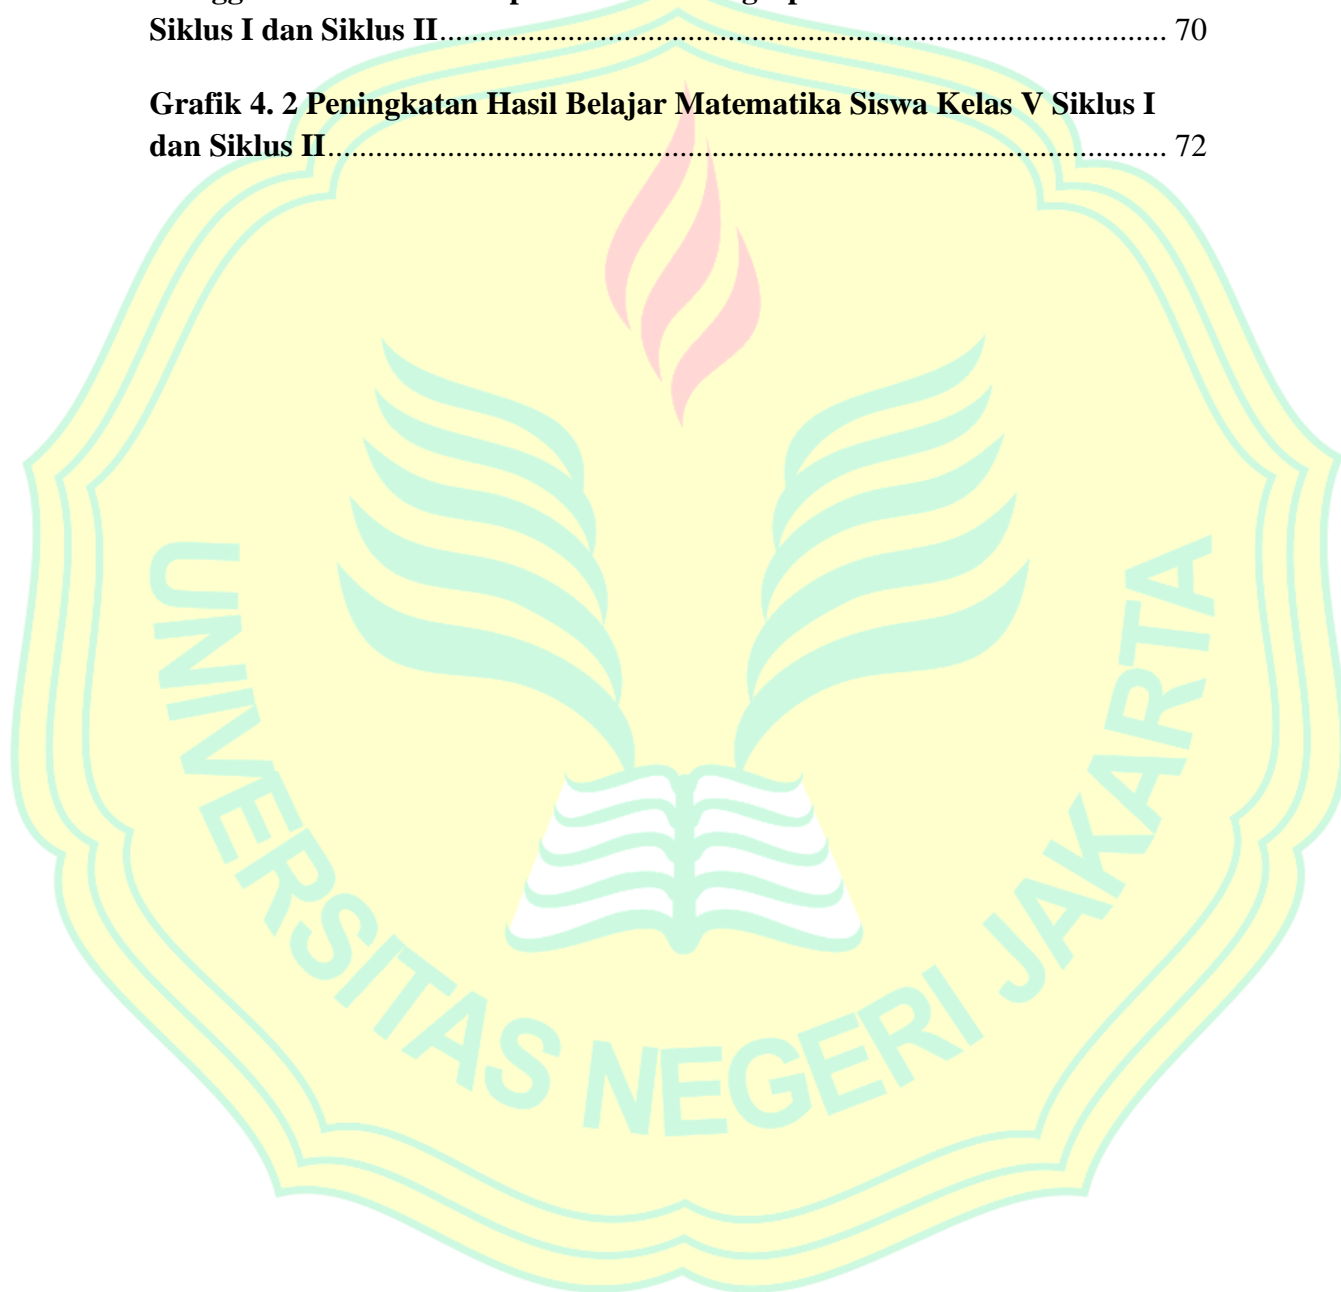 Siklus I dan Siklus II........................................................................................... 70
Grafik 4. 2 Peningkatan Hasil Belajar Matematika Siswa Kelas V Siklus I
dan Siklus II......................................................................................................... 72
UNIVERSITAS NEGERI JAKARTA